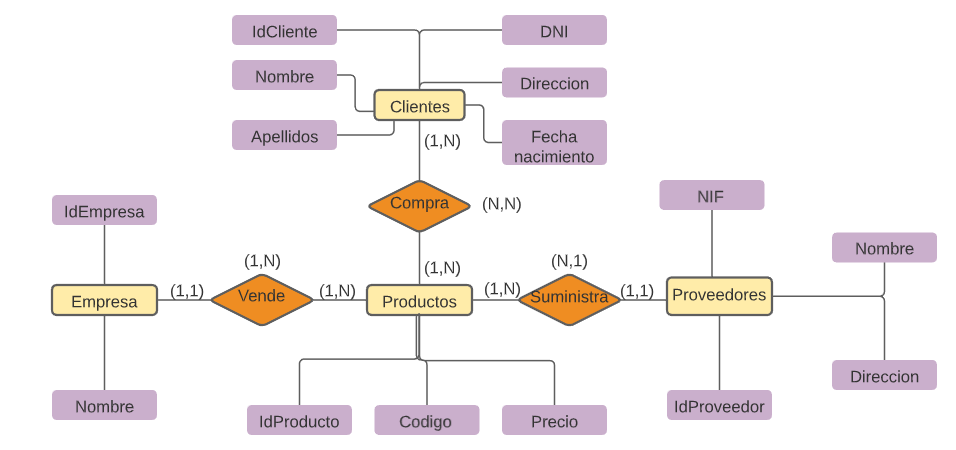 IdCliente
DNI
Nombre
Direccion
Clientes
Apellidos
Fecha
nacimiento
(1,N)
NIF
Compra
(N,N)
IdEmpresa
Nombre
(1,N)
(1,N)
(N,1)
Empresa
(1,1)
Vende
(1,N)
Productos
(1,N)
Suministra
(1,1)
Proveedores
Direccion
Nombre
IdProducto
Codigo
Precio
IdProveedor